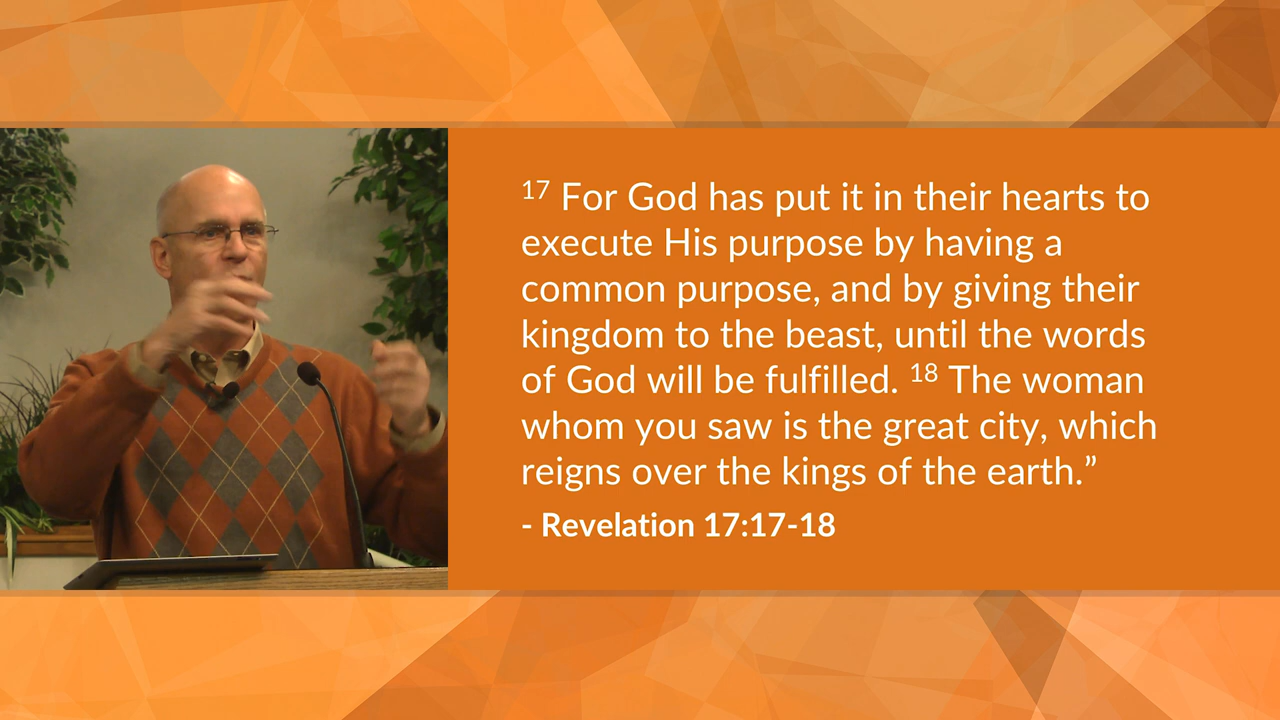 17 For God has put it in their hearts to
execute His purpose by having a
common purpose, and by giving their
kingdom to the beast, until the words
of God will be fulfilled. 18 The woman
whom you saw is the great city, which
reigns over the kings of the earth.”
- Revelation 17:17-18